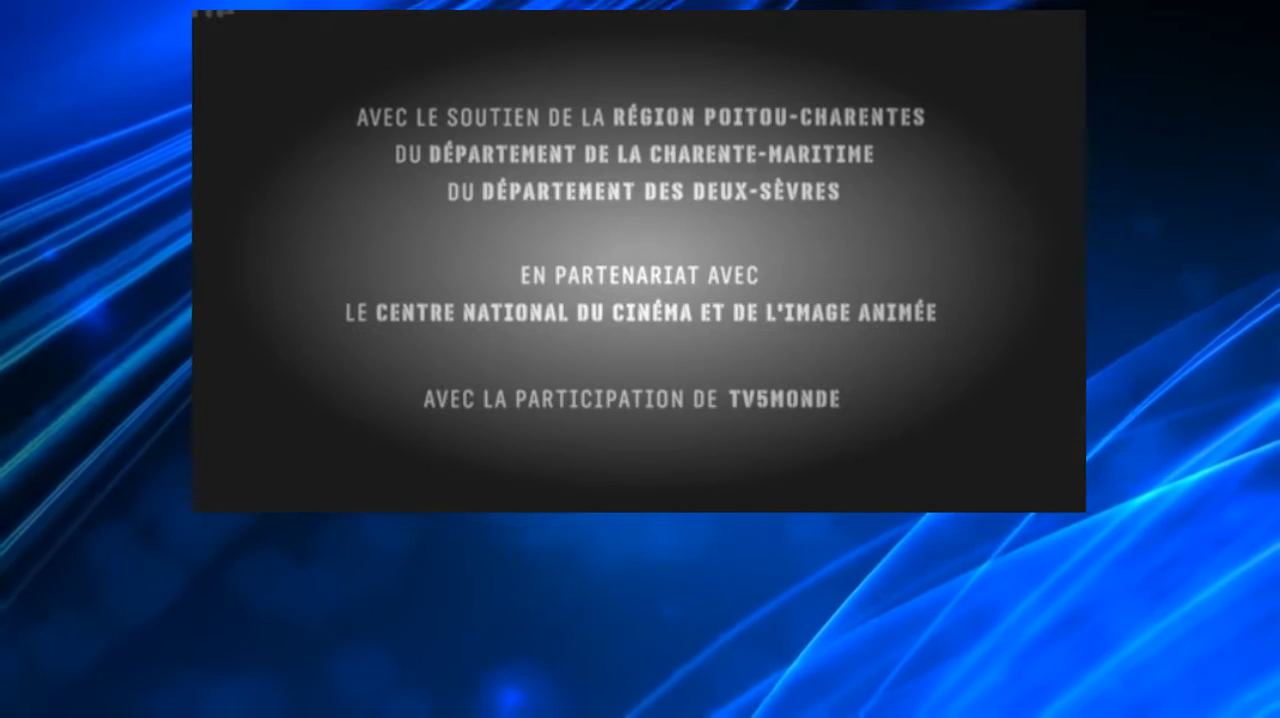 AVEC LE SOUTIEN DE LA RÉGION POITOU-CHARENTES
DU DÉPARTEMENT DE LA CHARENTE-MARITIME
DU DÉPARTEMENT DES DEUX-SÈVRES
EN PARTENARIAT AVEC
LE CENTRE NATIONAL DU CINÉMA ET DE L'IMAGE ANIMÉE
AVEC LA PARTICIPATION DE TV5MONDE